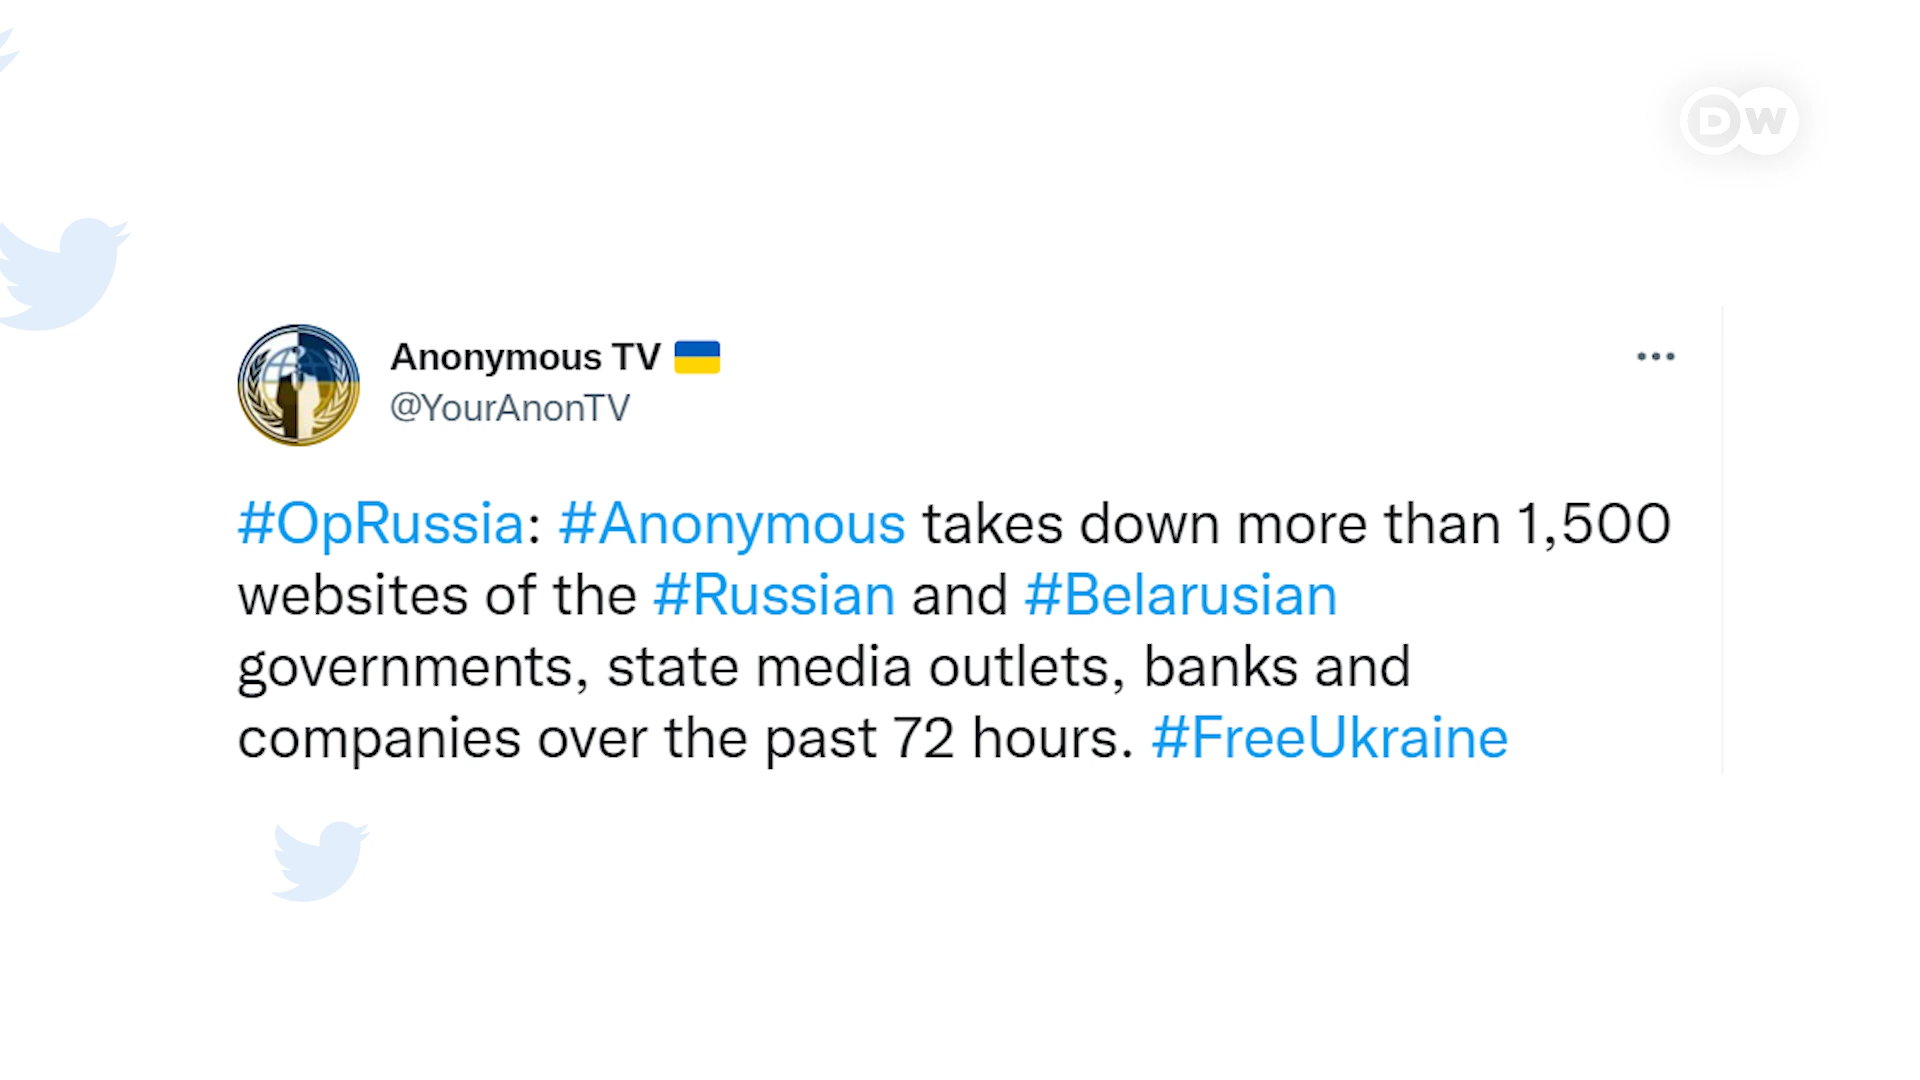 DW
Anonymous TV 🇺🇦
@YourAnonTV
#OpRussia: #Anonymous takes down more than 1,500
websites of the #Russian and #Belarusian
governments, state media outlets, banks and
companies over the past 72 hours. #FreeUkraine